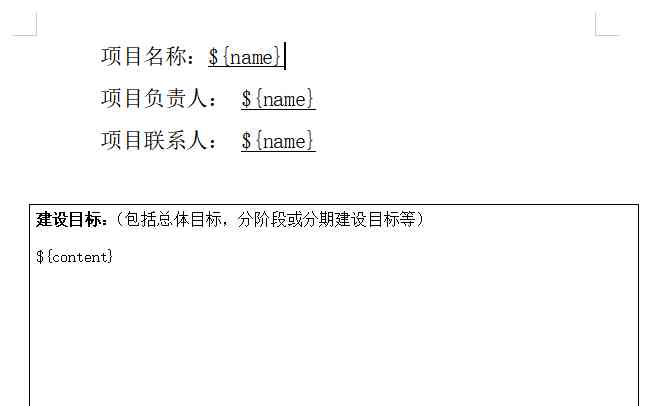 项目名称：${name}
项目负责人： ${name}
项目联系人： ${name}
建设目标：（包括总体目标，分阶段或分期建设目标等）
${content}